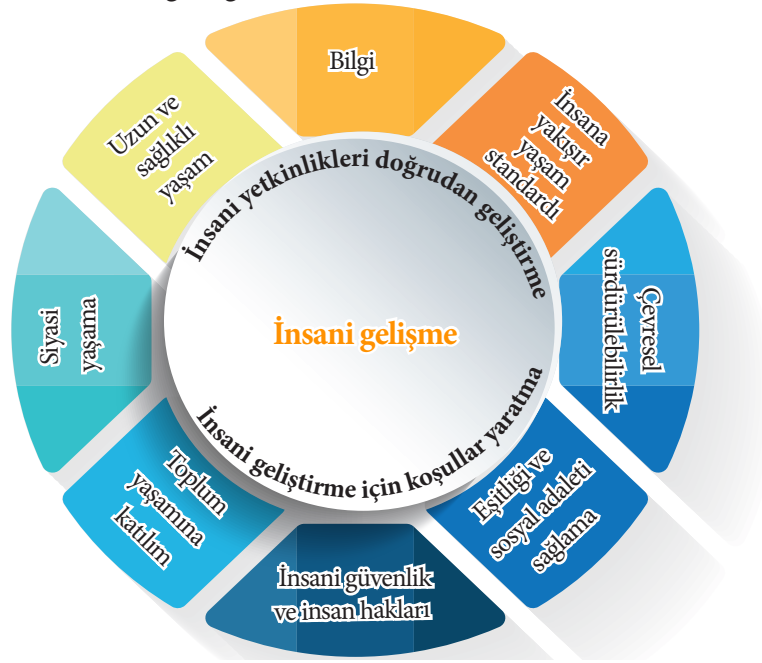 Bilgi
İnsana
yakışır
yaşam
standardı
Çevresel
sürdürülebilirlik
Eşitliği ve
sosyal adaleti
sağlama
İnsani güvenlik
ve insan hakları
Toplum
yaşamına
katılım
Siyasi
yaşama
Uzun ve
sağlıklı
yaşam
İnsani yetkinlikleri doğrudan geliştirme
İnsani gelişme
İnsani geliştirme için koşullar yaratma